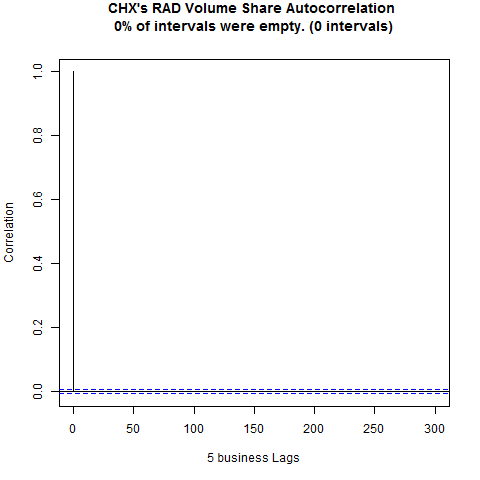 CHX's RAD Volume Share Autocorrelation
0% of intervals were empty. (0 intervals)
1.0
0.8
0.6
0.4
0.2
0.0
Correlation
0 50 100 150 200 250 300
5 business Lags